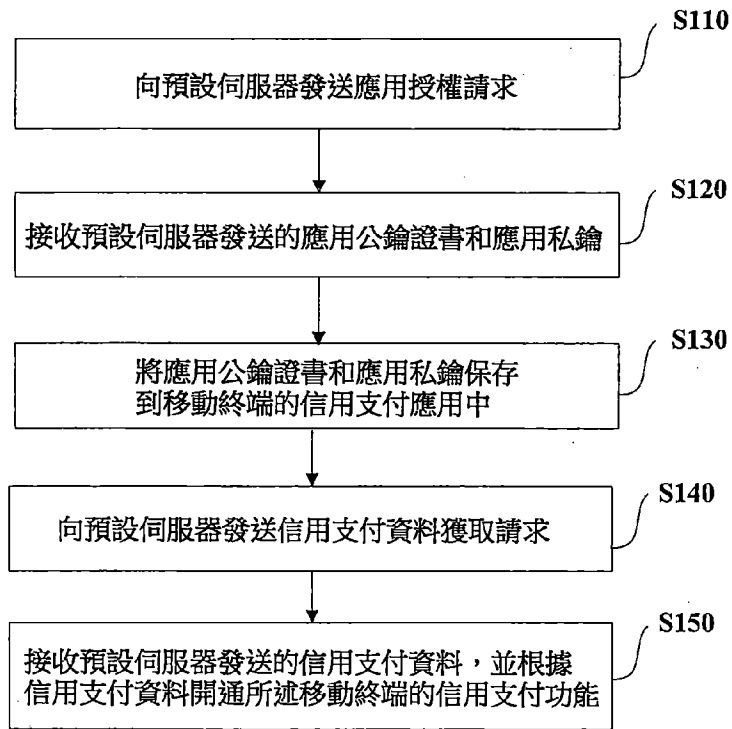 S110
向預設伺服器發送應用授權請求
S120
接收預設伺服器發送的應用公鑰證書和應用私鑰
S130
將應用公鑰證書和應用私鑰保存
到移動終端的信用支付應用中
S140
向預設伺服器發送信用支付資料獲取請求
S150
接收預設伺服器發送的信用支付資料，並根據
信用支付資料開通所述移動終端的信用支付功能